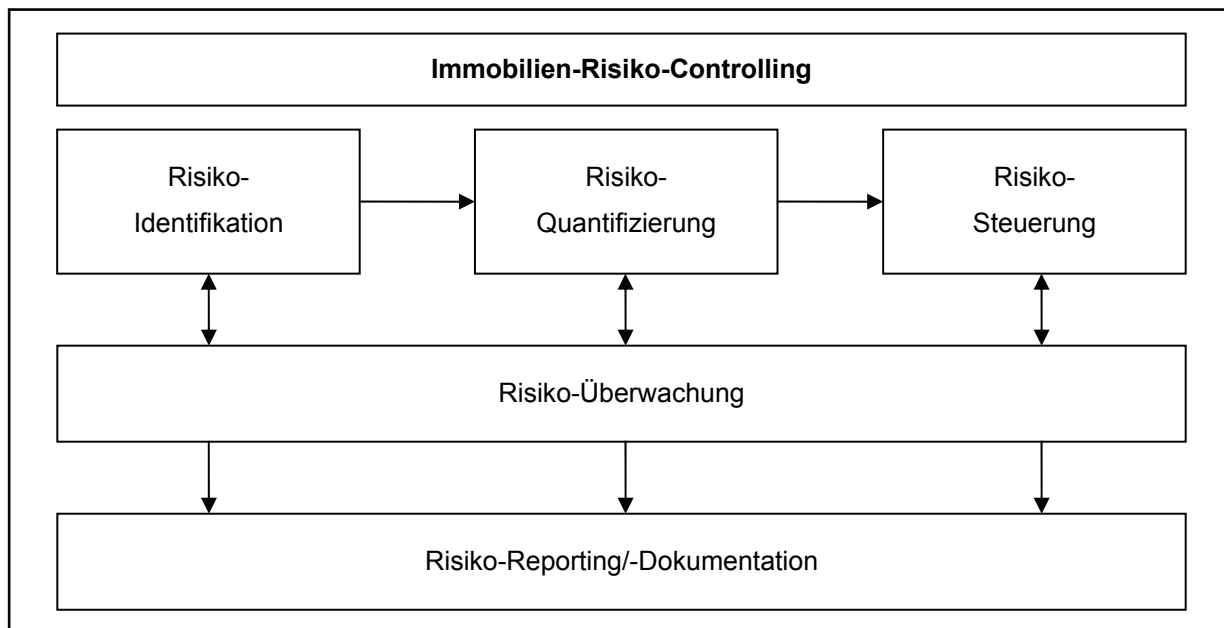 Immobilien-Risiko-Controlling
Risiko-
Identifikation
Risiko-
Quantifizierung
Risiko-
Steuerung
Risiko-Überwachung
Risiko-Reporting/-Dokumentation